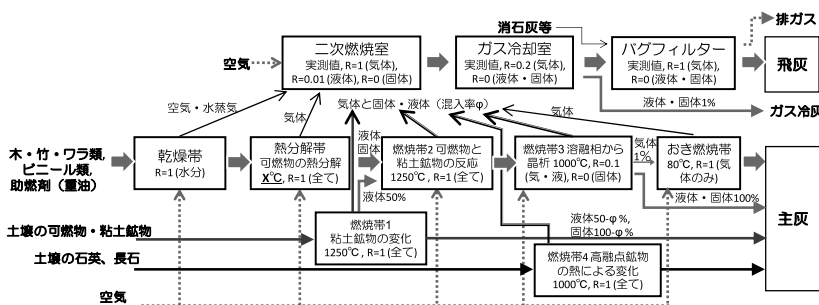 消石灰等
排ガス
空気
二次燃焼室
実測値, R=1 (気体),
R=0.01 (液体), R=0 (固体)
ガス冷却室
実測値, R=0.2 (気体),
R=0 (液体・固体)
バグフィルター
実測値, R=1 (気体),
R=0 (液体・固体)
飛灰
空気・水蒸気
気体
気体と固体・液体（混入率φ）
気体
液体・固体1%
ガス冷灰
木・竹・ワラ類,
ビニール類,
助燃剤（重油）
乾燥帯
R=1 (水分)
熱分解帯
可燃物の熱分解
X℃, R=1 (全て)
液体
固体
燃焼帯2 可燃物と
粘土鉱物の反応
1250℃, R=1 (全て)
燃焼帯3 溶融相から
晶析 1000℃, R=0.1
(気・液), R=0 (固体)
気体
1%
おき燃焼帯
80℃, R=1 (気
体のみ)
液体50%
液体・固体100%
主灰
土壌の可燃物・粘土鉱物
燃焼帯1
粘土鉱物の変化
1250℃, R=1 (全て)
液体50-φ %,
固体100-φ %
土壌の石英、長石
燃焼帯4 高融点鉱物
の熱による変化
1000℃, R=1 (全て)
空気